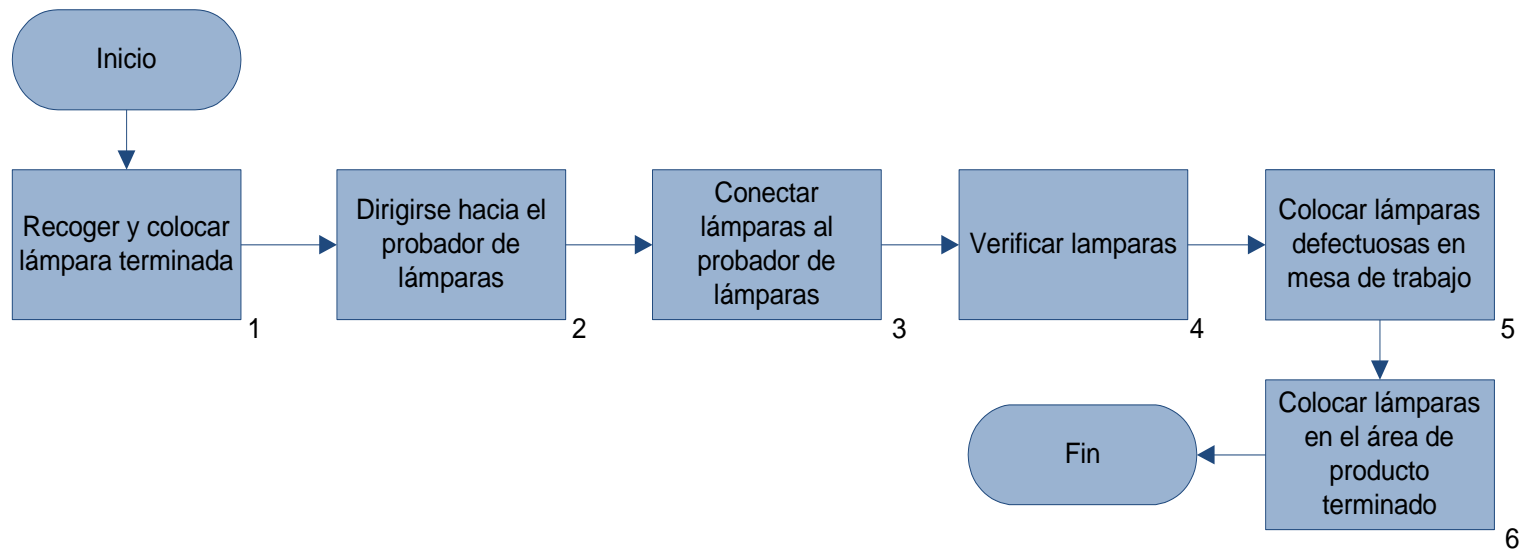 Inicio
Recoger y colocar
lámpara terminada
1
Dirigirse hacia el
probador de
lámparas
2
Conectar
lámparas al
probador de
lámparas
3
Verificar lamparas
4
Colocar lámparas
defectuosas en
mesa de trabajo
5
Colocar lámparas
en el área de
producto
terminado
6
Fin